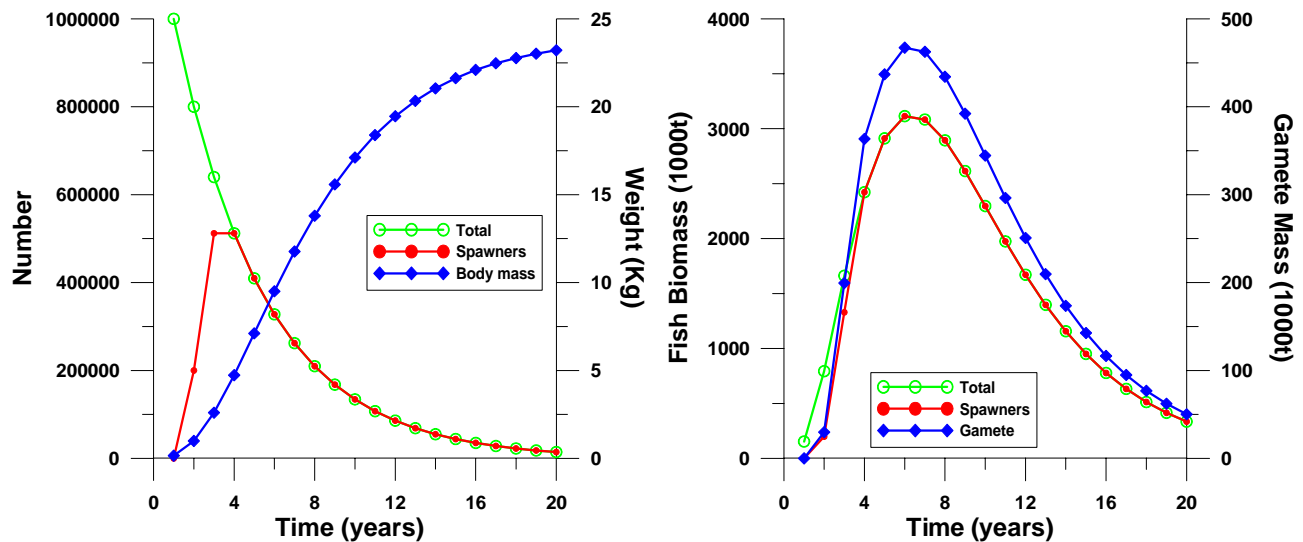 1000000
800000
600000
400000
200000
0
Number
25
20
15
10
5
0
Weight (Kg)
Total
Spawners
Body mass
0 4 8 12 16 20
Time (years)
4000
3000
2000
1000
0
Fish Biomass (1000t)
500
400
300
200
100
0
Gamete Mass (1000t)
Total
Spawners
Gamete
0 4 8 12 16 20
Time (years)